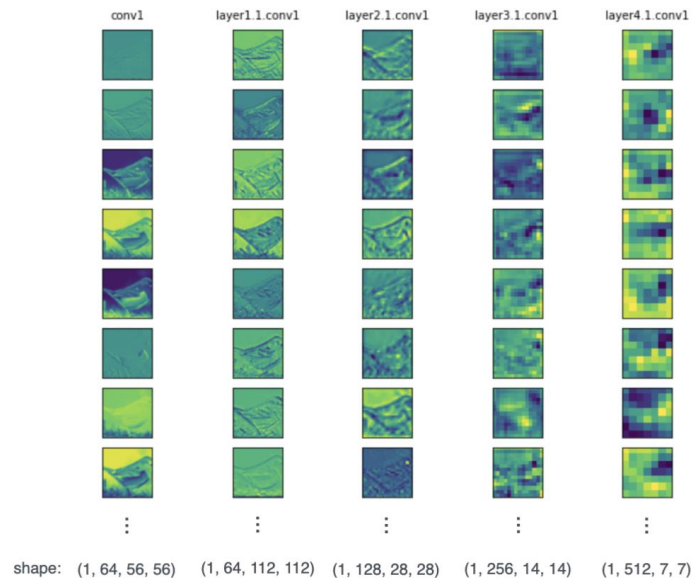 conv1 layer1.1.conv1 layer2.1.conv1 layer3.1.conv1 layer4.1.conv1
⋮ ⋮ ⋮ ⋮ ⋮
shape: (1, 64, 56, 56) (1, 64, 112, 112) (1, 128, 28, 28) (1, 256, 14, 14) (1, 512, 7, 7)